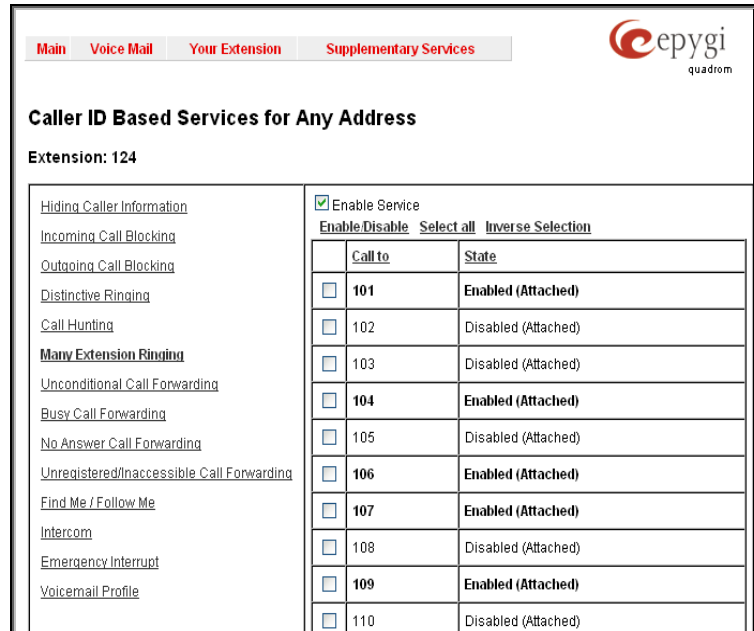 Main Voice Mail Your Extension Supplementary Services
epygi
quadrom
Caller ID Based Services for Any Address
Extension: 124
Hiding Caller Information
Incoming Call Blocking
Outgoing Call Blocking
Distinctive Ringing
Call Hunting
Many Extension Ringing
Unconditional Call Forwarding
Busy Call Forwarding
No Answer Call Forwarding
Unregistered/Inaccessible Call Forwarding
Find Me / Follow Me
Intercom
Emergency Interrupt
Voicemail Profile
Enable Service
Enable/Disable Select all Inverse Selection
Call to State
101 Enabled (Attached)
102 Disabled (Attached)
103 Disabled (Attached)
104 Enabled (Attached)
105 Disabled (Attached)
106 Enabled (Attached)
107 Enabled (Attached)
108 Disabled (Attached)
109 Enabled (Attached)
110 Disabled (Attached)